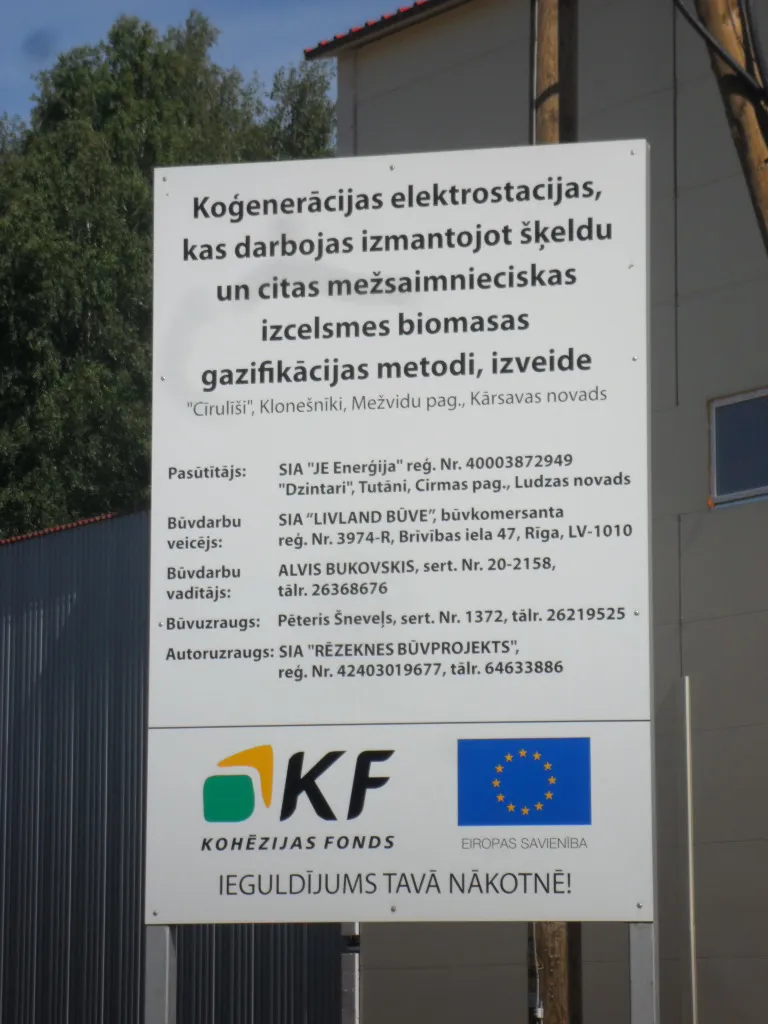 Koģenerācijas elektrostacijas,
kas darbojas izmantojot šķeldu
un citas mežsaimnieciskas
izcelsmes biomasas
gazifikācijas metodi, izveide
"Cīrulīši", Klonešnīki, Mežvidu pag., Kārsavas novads
Pasūtītājs: SIA "JE Enerģija" reģ. Nr. 40003872949
"Dzintari", Tutāni, Cirmas pag., Ludzas novads
Būvdarbu SIA "LIVLAND BŪVE", būvkomersanta
veicējs: reģ. Nr. 3974-R, Brīvības iela 47, Rīga, LV-1010
Būvdarbu ALVIS BUKOVSKIS, sert. Nr. 20-2158,
vadītājs: tālr. 26368676
Būvuzraugs: Pēteris Šneveļs, sert. Nr. 1372, tālr. 26219525
Autoruzraugs: SIA "RĒZEKNES BŪVPROJEKTS",
reģ. Nr. 42403019677, tālr. 64633886
KF
KOHĒZIJAS FONDS
EIROPAS SAVIENĪBA
IEGULDĪJUMS TAVĀ NĀKOTNĒ!